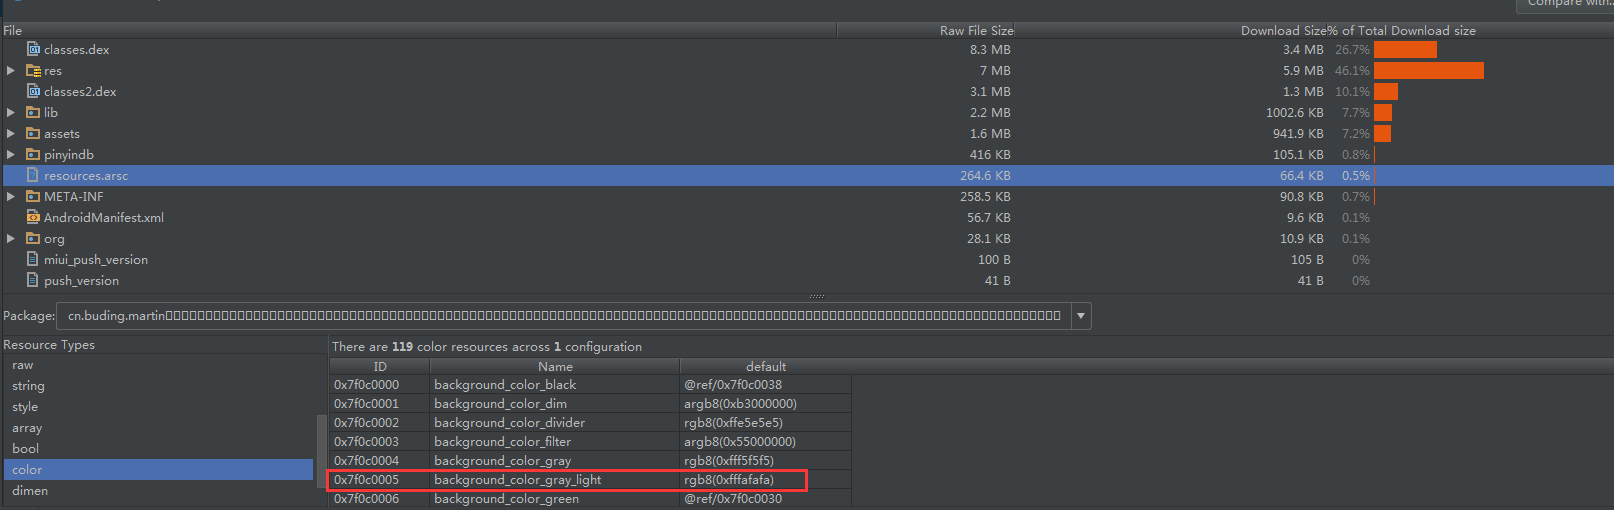 Compare with...
File Raw File Size Download Size % of Total Download size
classes.dex 8.3 MB 3.4 MB 26.7%
res 7 MB 5.9 MB 46.1%
classes2.dex 3.1 MB 1.3 MB 10.1%
lib 2.2 MB 1002.6 KB 7.7%
assets 1.6 MB 941.9 KB 7.2%
pinyindb 416 KB 105.1 KB 0.8%
resources.arsc 264.6 KB 66.4 KB 0.5%
META-INF 258.5 KB 90.8 KB 0.7%
AndroidManifest.xml 56.7 KB 9.6 KB 0.1%
org 28.1 KB 10.9 KB 0.1%
miui_push_version 100 B 105 B 0%
push_version 41 B 41 B 0%
Package: cn.buding.martin
Resource Types
raw
string
style
array
bool
color
dimen
There are 119 color resources across 1 configuration
ID Name default
0x7f0c0000 background_color_black @ref/0x7f0c0038
0x7f0c0001 background_color_dim argb8(0xb3000000)
0x7f0c0002 background_color_divider rgb8(0xffe5e5e5)
0x7f0c0003 background_color_filter argb8(0x55000000)
0x7f0c0004 background_color_gray rgb8(0xfff5f5f5)
0x7f0c0005 background_color_gray_light rgb8(0xfffafafa)
0x7f0c0006 background_color_green @ref/0x7f0c0030